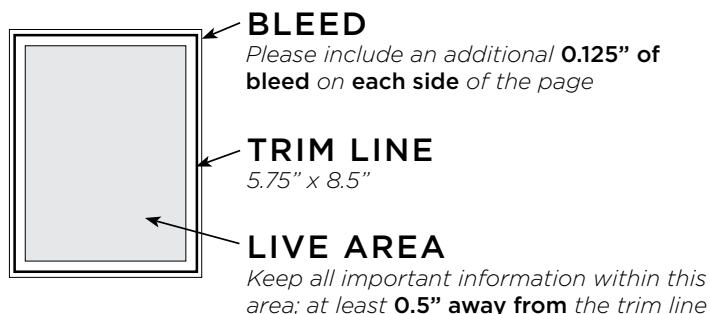 BLEED
Please include an additional 0.125” of
bleed on each side of the page
TRIM LINE
5.75” x 8.5”
LIVE AREA
Keep all important information within this
area; at least 0.5” away from the trim line